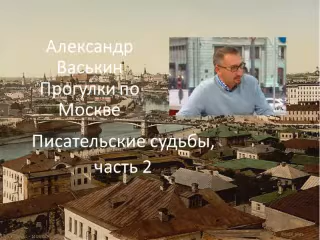 Александр
Васькин
Прогулки по
Москве
Писательские судьбы,
часть 2